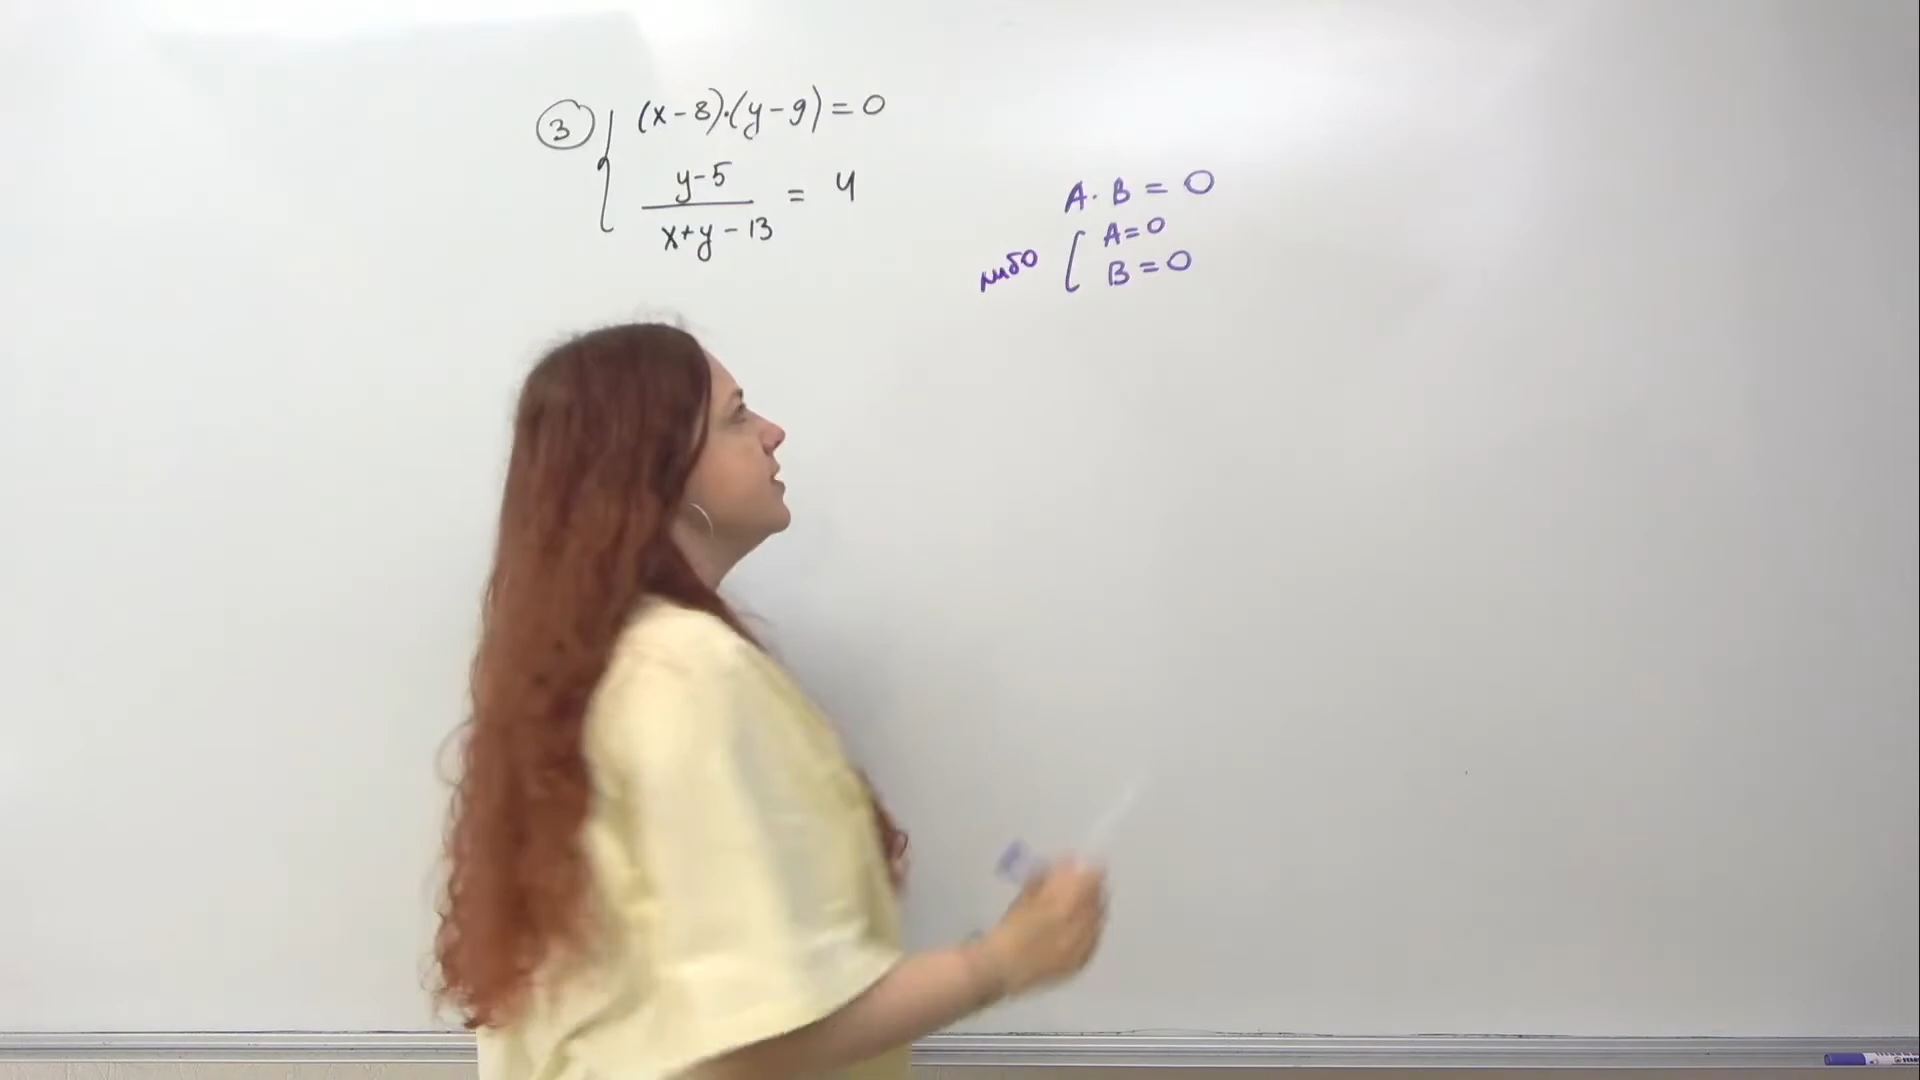 ③ { (x-8)·(y-9)=0
y-5
x+y-13 = 4
A·B=0
либо [ A=0
B=0